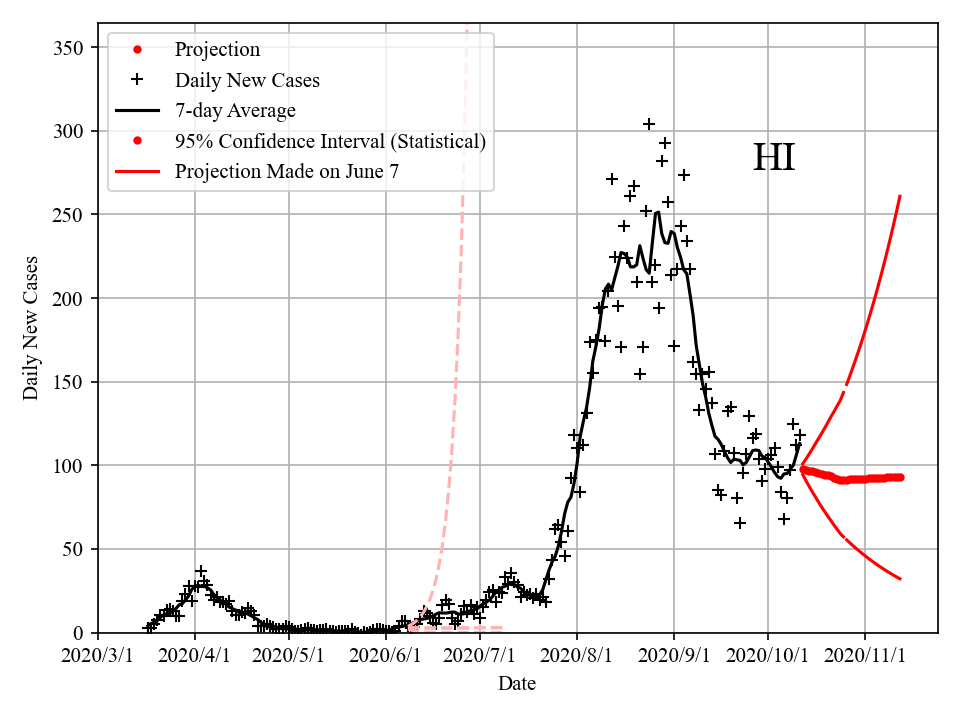 Projection
Daily New Cases
7-day Average
95% Confidence Interval (Statistical)
Projection Made on June 7
HI
Daily New Cases
350
300
250
200
150
100
50
0
2020/3/1 2020/4/1 2020/5/1 2020/6/1 2020/7/1 2020/8/1 2020/9/1 2020/10/1 2020/11/1
Date